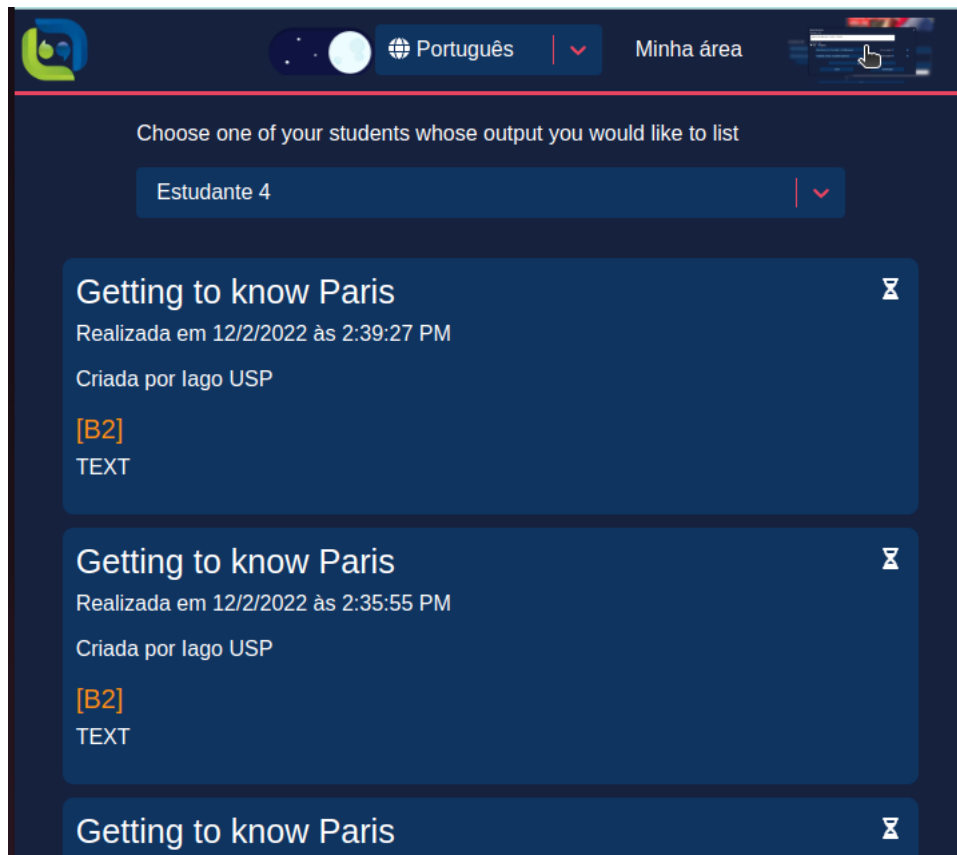 Português
Minha área
Choose one of your students whose output you would like to list
Estudante 4
Getting to know Paris
Realizada em 12/2/2022 às 2:39:27 PM
Criada por Iago USP
[B2]
TEXT
Getting to know Paris
Realizada em 12/2/2022 às 2:35:55 PM
Criada por Iago USP
[B2]
TEXT
Getting to know Paris